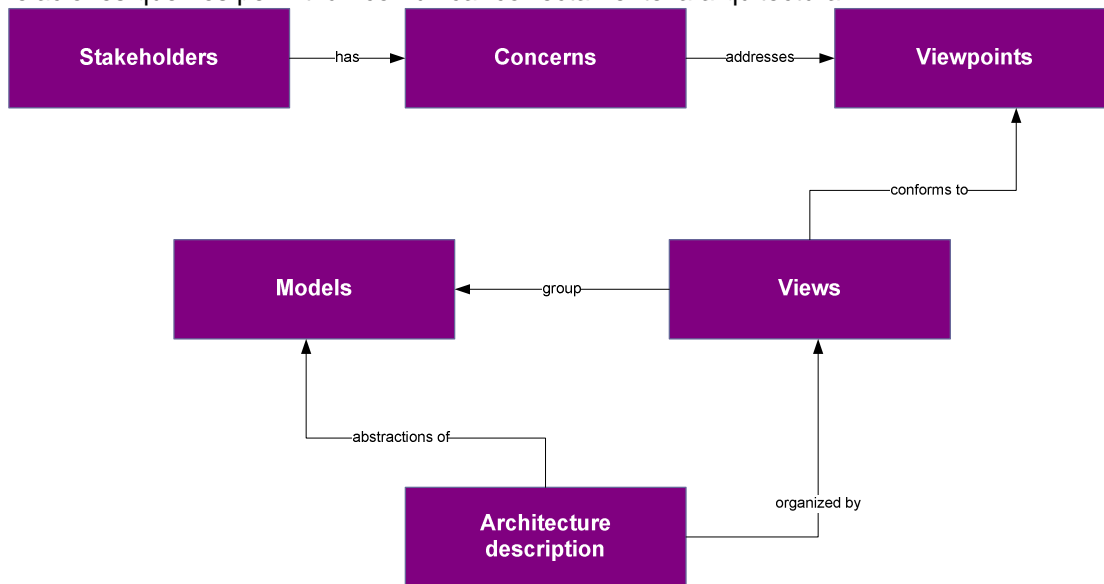 Stakeholders
has
Concerns
addresses
Viewpoints
conforms to
Models
group
Views
abstractions of
organized by
Architecture
description